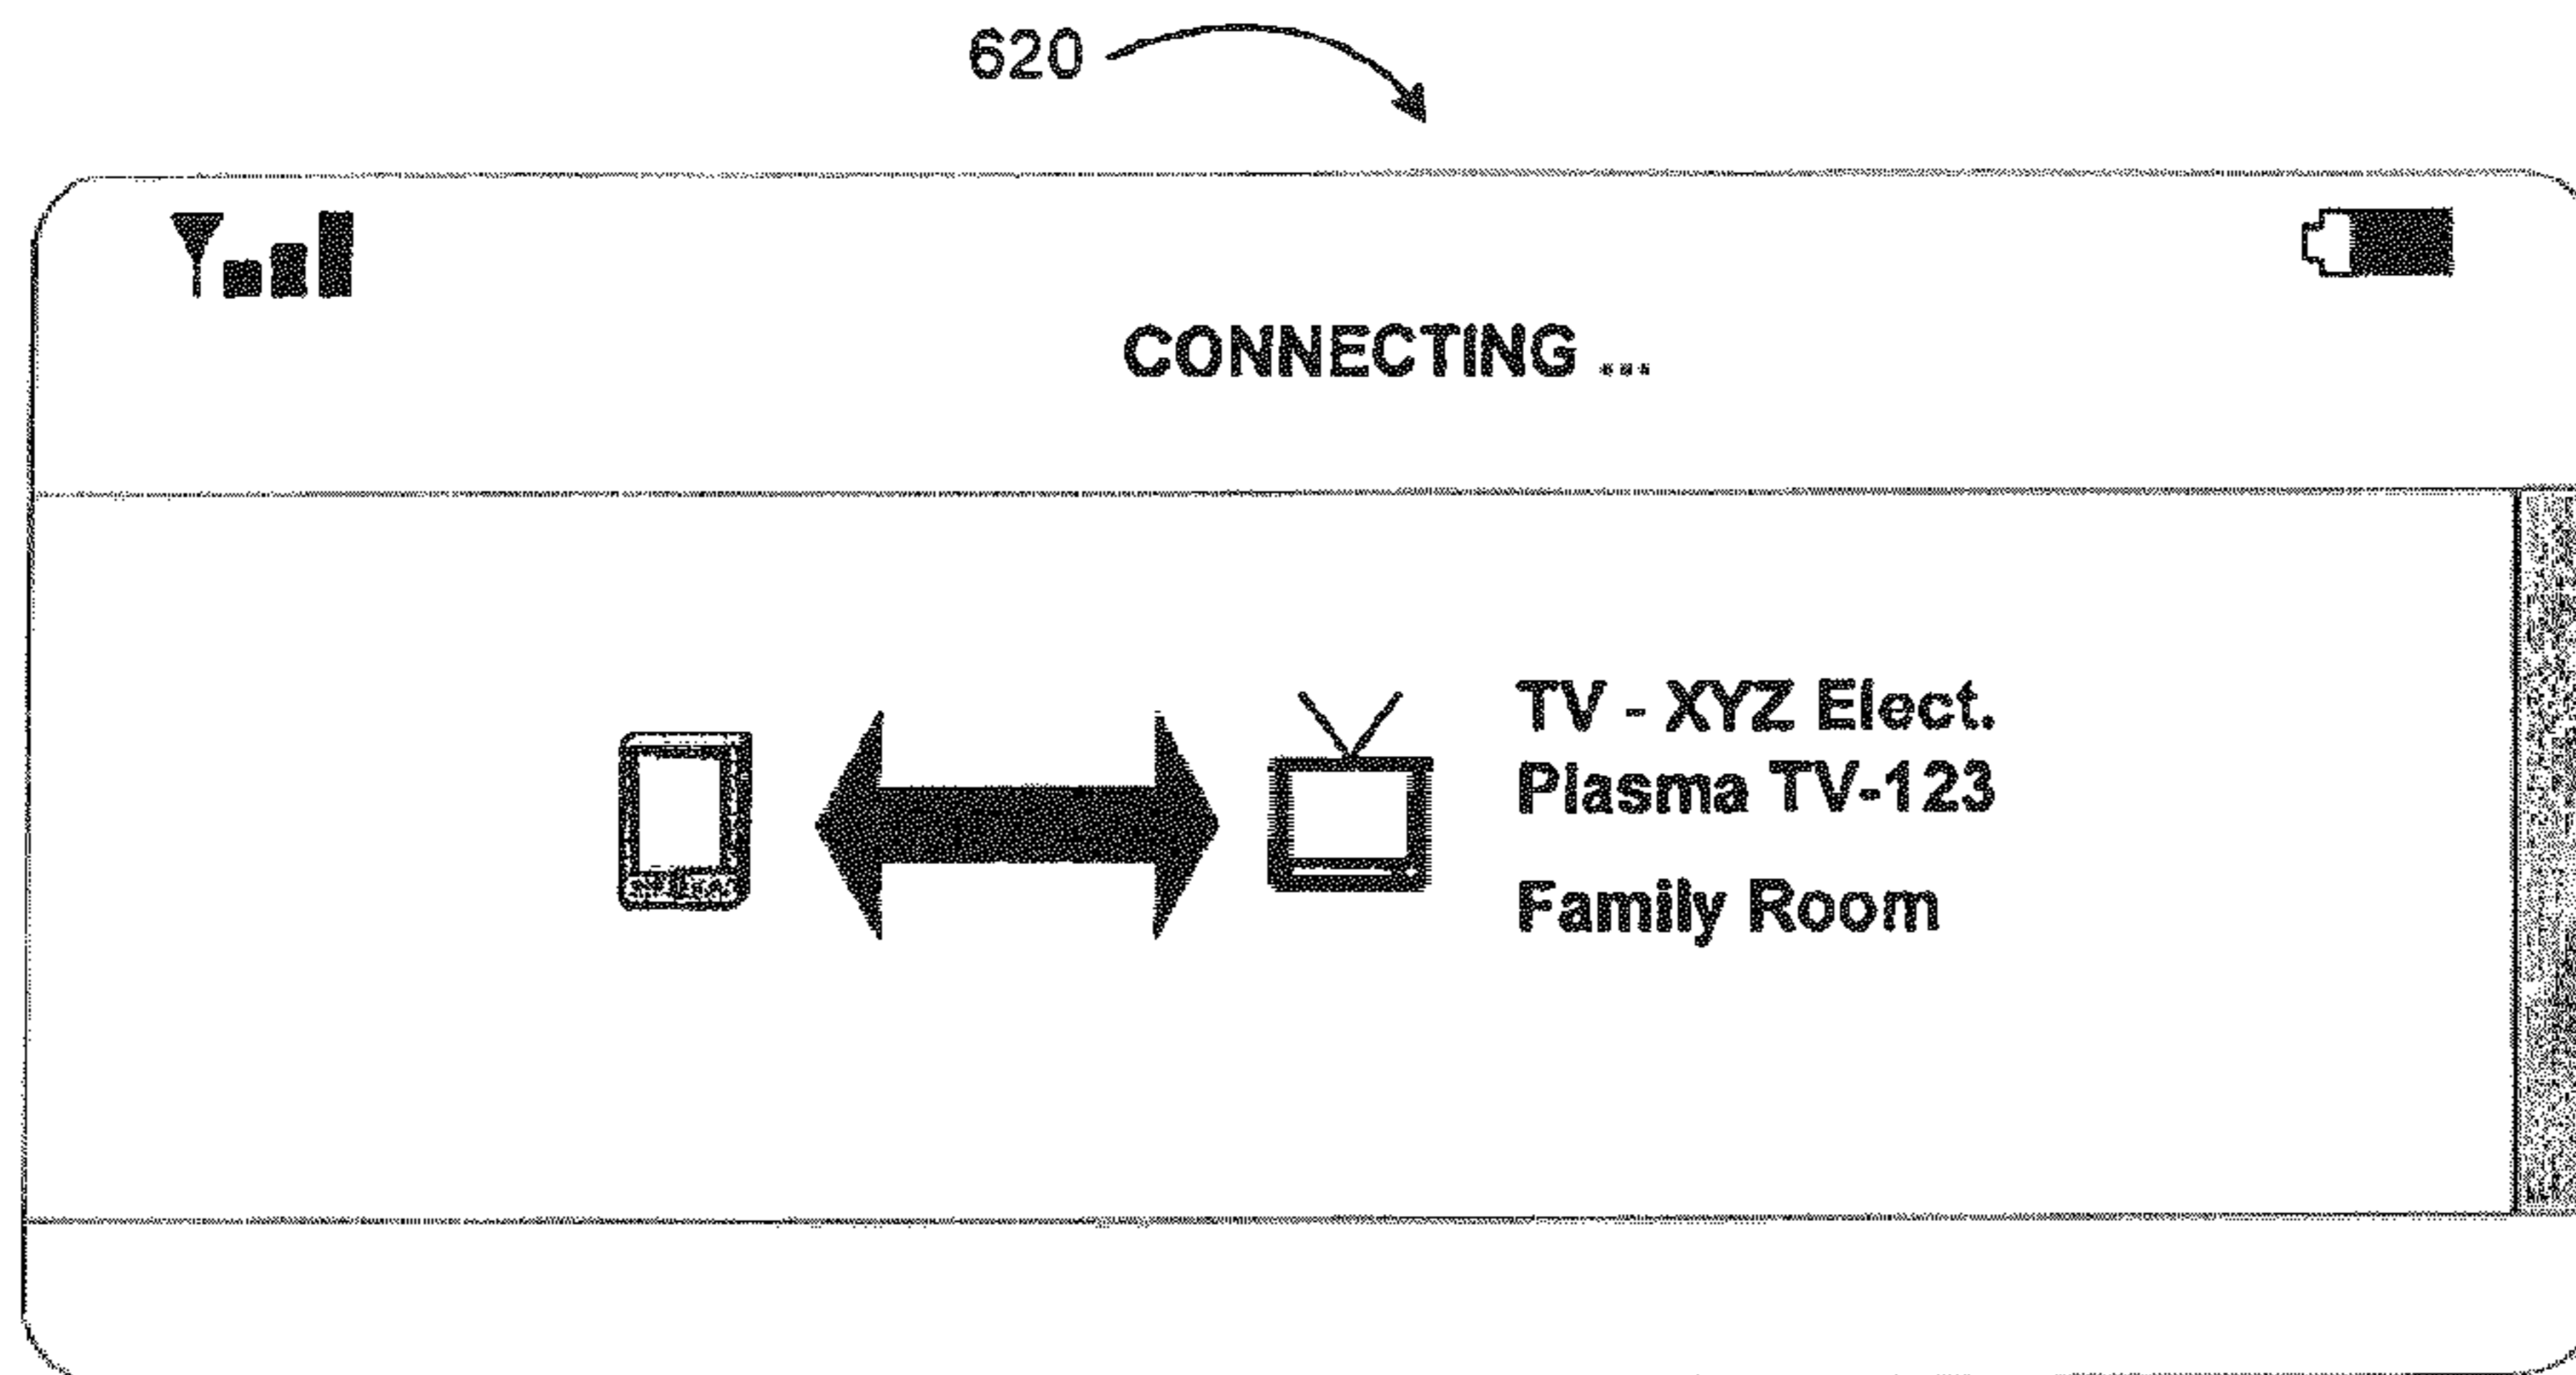 620
CONNECTING ...
TV - XYZ Elect.
Plasma TV-123
Family Room